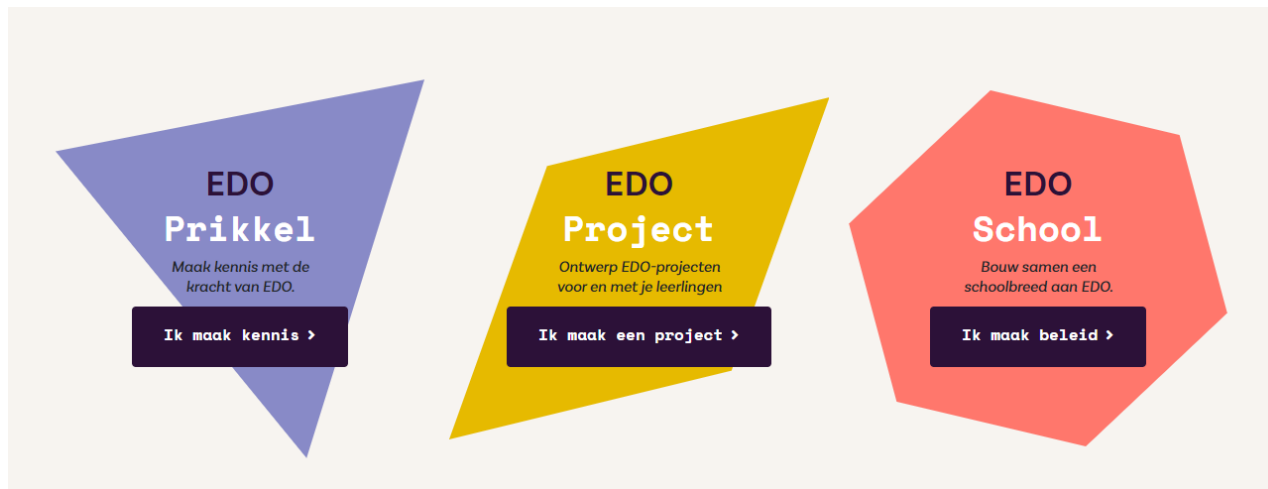 EDO
Prikkel
Maak kennis met de
kracht van EDO.
Ik maak kennis >
EDO
Project
Ontwerp EDO-projecten
voor en met je leerlingen
Ik maak een project >
EDO
School
Bouw samen een
schoolbreed aan EDO.
Ik maak beleid >